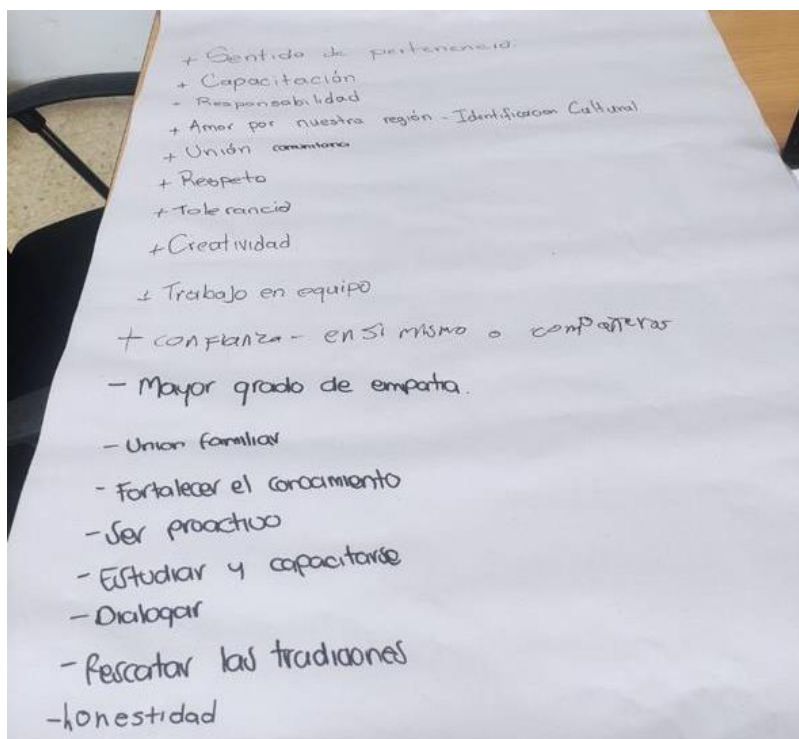 + Sentido de pertenencia.
+ Capacitación
- Responsabilidad
+ Amor por nuestra región - Identificacion Cultural
+ Unión comunitaria
+ Respeto
+ Tolerancia
+ Creatividad
+ Trabajo en equipo
+ confianza - en si mismo o compañeras
- Mayor grado de empatia.
- Union familiar
- Fortalecer el conocimiento
- Ser proactivo
- Estudiar y capacitarse
- Dialogar
- Rescatar las tradiciones
- honestidad